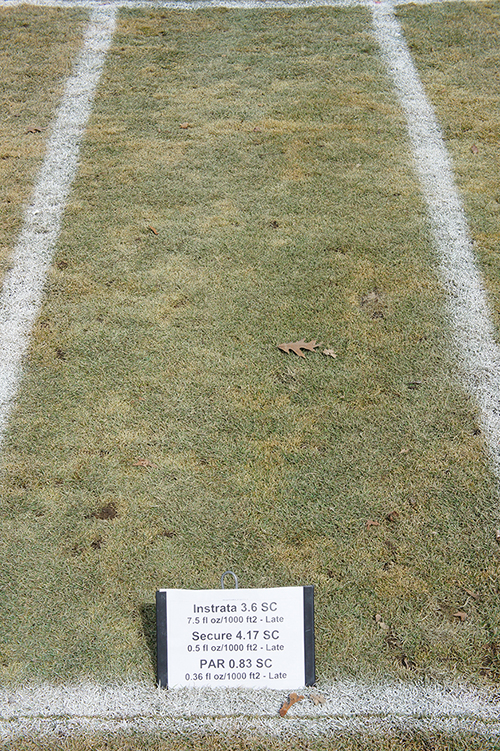 Instrata 3.6 SC
7.5 fl oz/1000 ft2 - Late
Secure 4.17 SC
0.5 fl oz/1000 ft2 - Late
PAR 0.83 SC
0.36 fl oz/1000 ft2 - Late